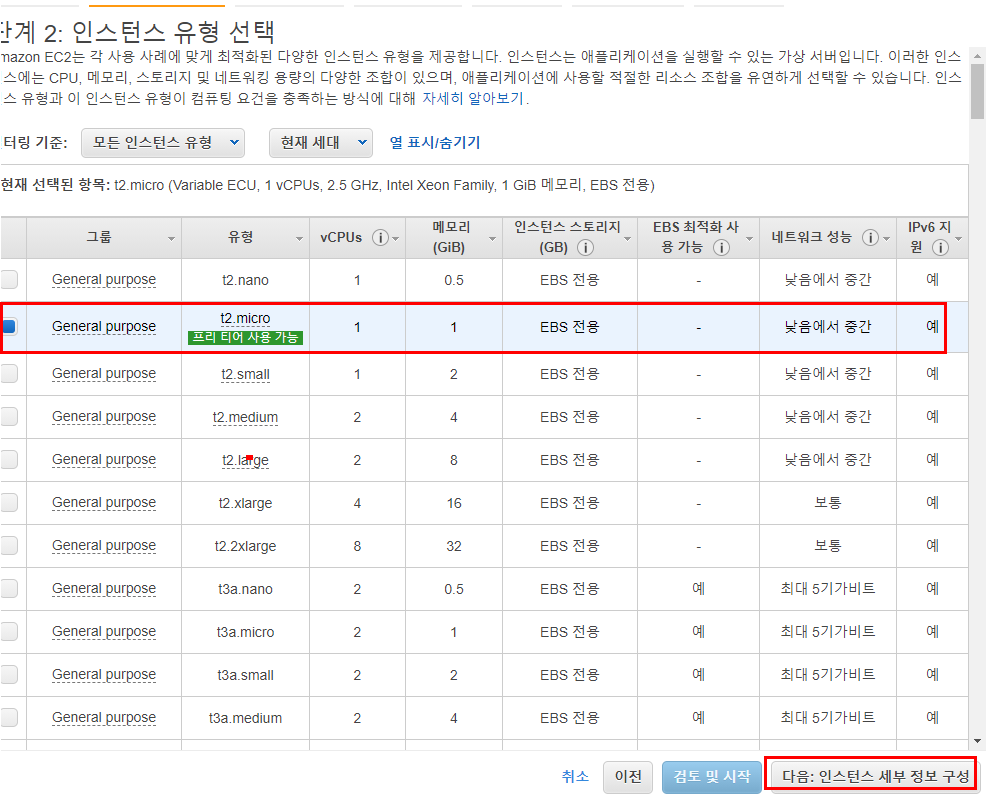 단계 2: 인스턴스 유형 선택
mazon EC2는 각 사용 사례에 맞게 최적화된 다양한 인스턴스 유형을 제공합니다. 인스턴스는 애플리케이션을 실행할 수 있는 가상 서버입니다. 이러한 인스
스에는 CPU, 메모리, 스토리지 및 네트워킹 용량의 다양한 조합이 있으며, 애플리케이션에 사용할 적절한 리소스 조합을 유연하게 선택할 수 있습니다. 인스
스 유형과 이 인스턴스 유형이 컴퓨팅 요건을 충족하는 방식에 대해 자세히 알아보기.
터링 기준: 모든 인스턴스 유형 현재 세대 열 표시/숨기기
현재 선택된 항목: t2.micro (Variable ECU, 1 vCPUs, 2.5 GHz, Intel Xeon Family, 1 GiB 메모리, EBS 전용)
그룹 유형 vCPUs 메모리 (GiB) 인스턴스 스토리지 (GB) EBS 최적화 사용 가능 네트워크 성능 IPv6 지원
General purpose t2.nano 1 0.5 EBS 전용 - 낮음에서 중간 예
General purpose t2.micro 프리 티어 사용 가능 1 1 EBS 전용 - 낮음에서 중간 예
General purpose t2.small 1 2 EBS 전용 - 낮음에서 중간 예
General purpose t2.medium 2 4 EBS 전용 - 낮음에서 중간 예
General purpose t2.large 2 8 EBS 전용 - 낮음에서 중간 예
General purpose t2.xlarge 4 16 EBS 전용 - 보통 예
General purpose t2.2xlarge 8 32 EBS 전용 - 보통 예
General purpose t3a.nano 2 0.5 EBS 전용 예 최대 5기가비트 예
General purpose t3a.micro 2 1 EBS 전용 예 최대 5기가비트 예
General purpose t3a.small 2 2 EBS 전용 예 최대 5기가비트 예
General purpose t3a.medium 2 4 EBS 전용 예 최대 5기가비트 예
취소 이전 검토 및 시작 다음: 인스턴스 세부 정보 구성